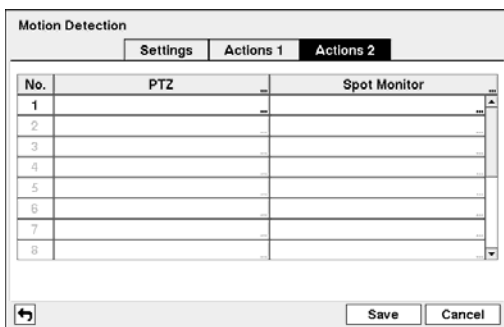 Motion Detection
Settings Actions 1 Actions 2
No. PTZ ... Spot Monitor ...
1 ... ...
2 ... ...
3 ... ...
4 ... ...
5 ... ...
6 ... ...
7 ... ...
8 ... ...
Save Cancel